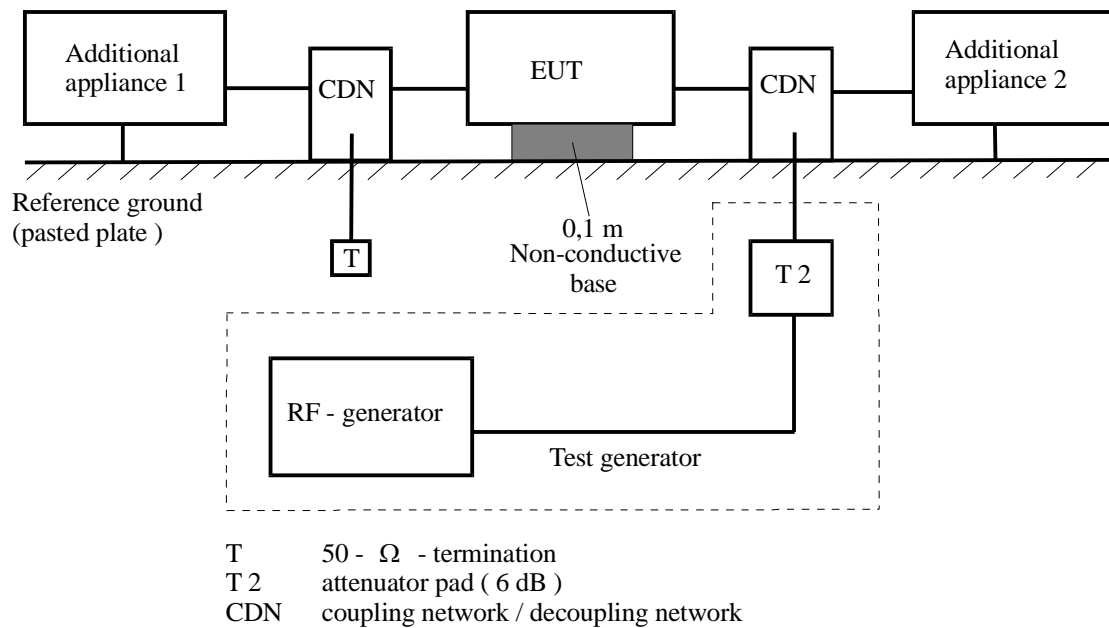 Additional
appliance 1
CDN
EUT
CDN
Additional
appliance 2
Reference ground
(pasted plate )
T
0,1 m
Non-conductive
base
T 2
RF - generator
Test generator
T 50 - Ω - termination
T 2 attenuator pad ( 6 dB )
CDN coupling network / decoupling network